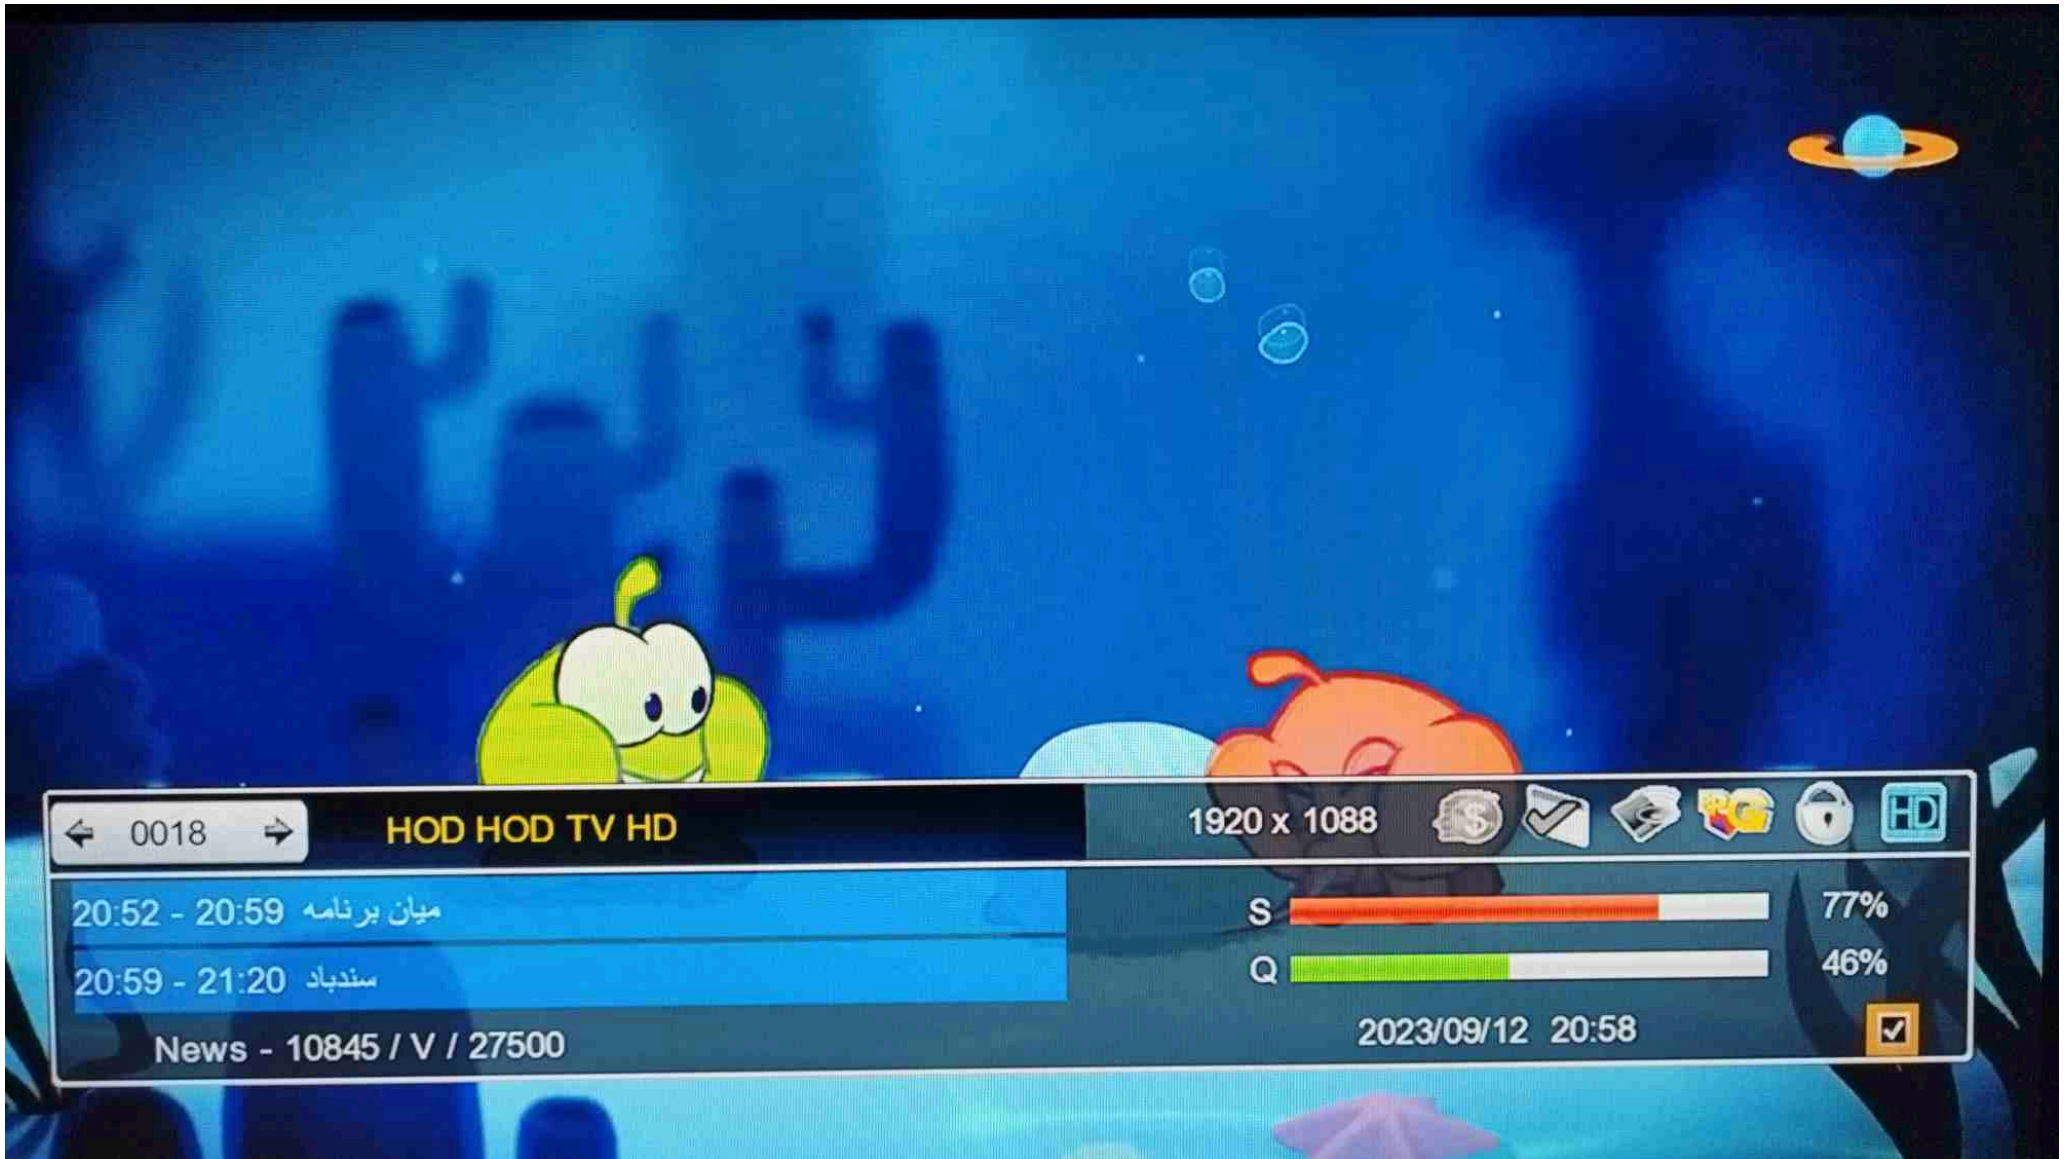 0018 HOD HOD TV HD 1920 x 1088 HD
20:52 - 20:59 میان برنامه
S 77%
20:59 - 21:20 سندباد
Q 46%
News - 10845 / V / 27500
2023/09/12 20:58